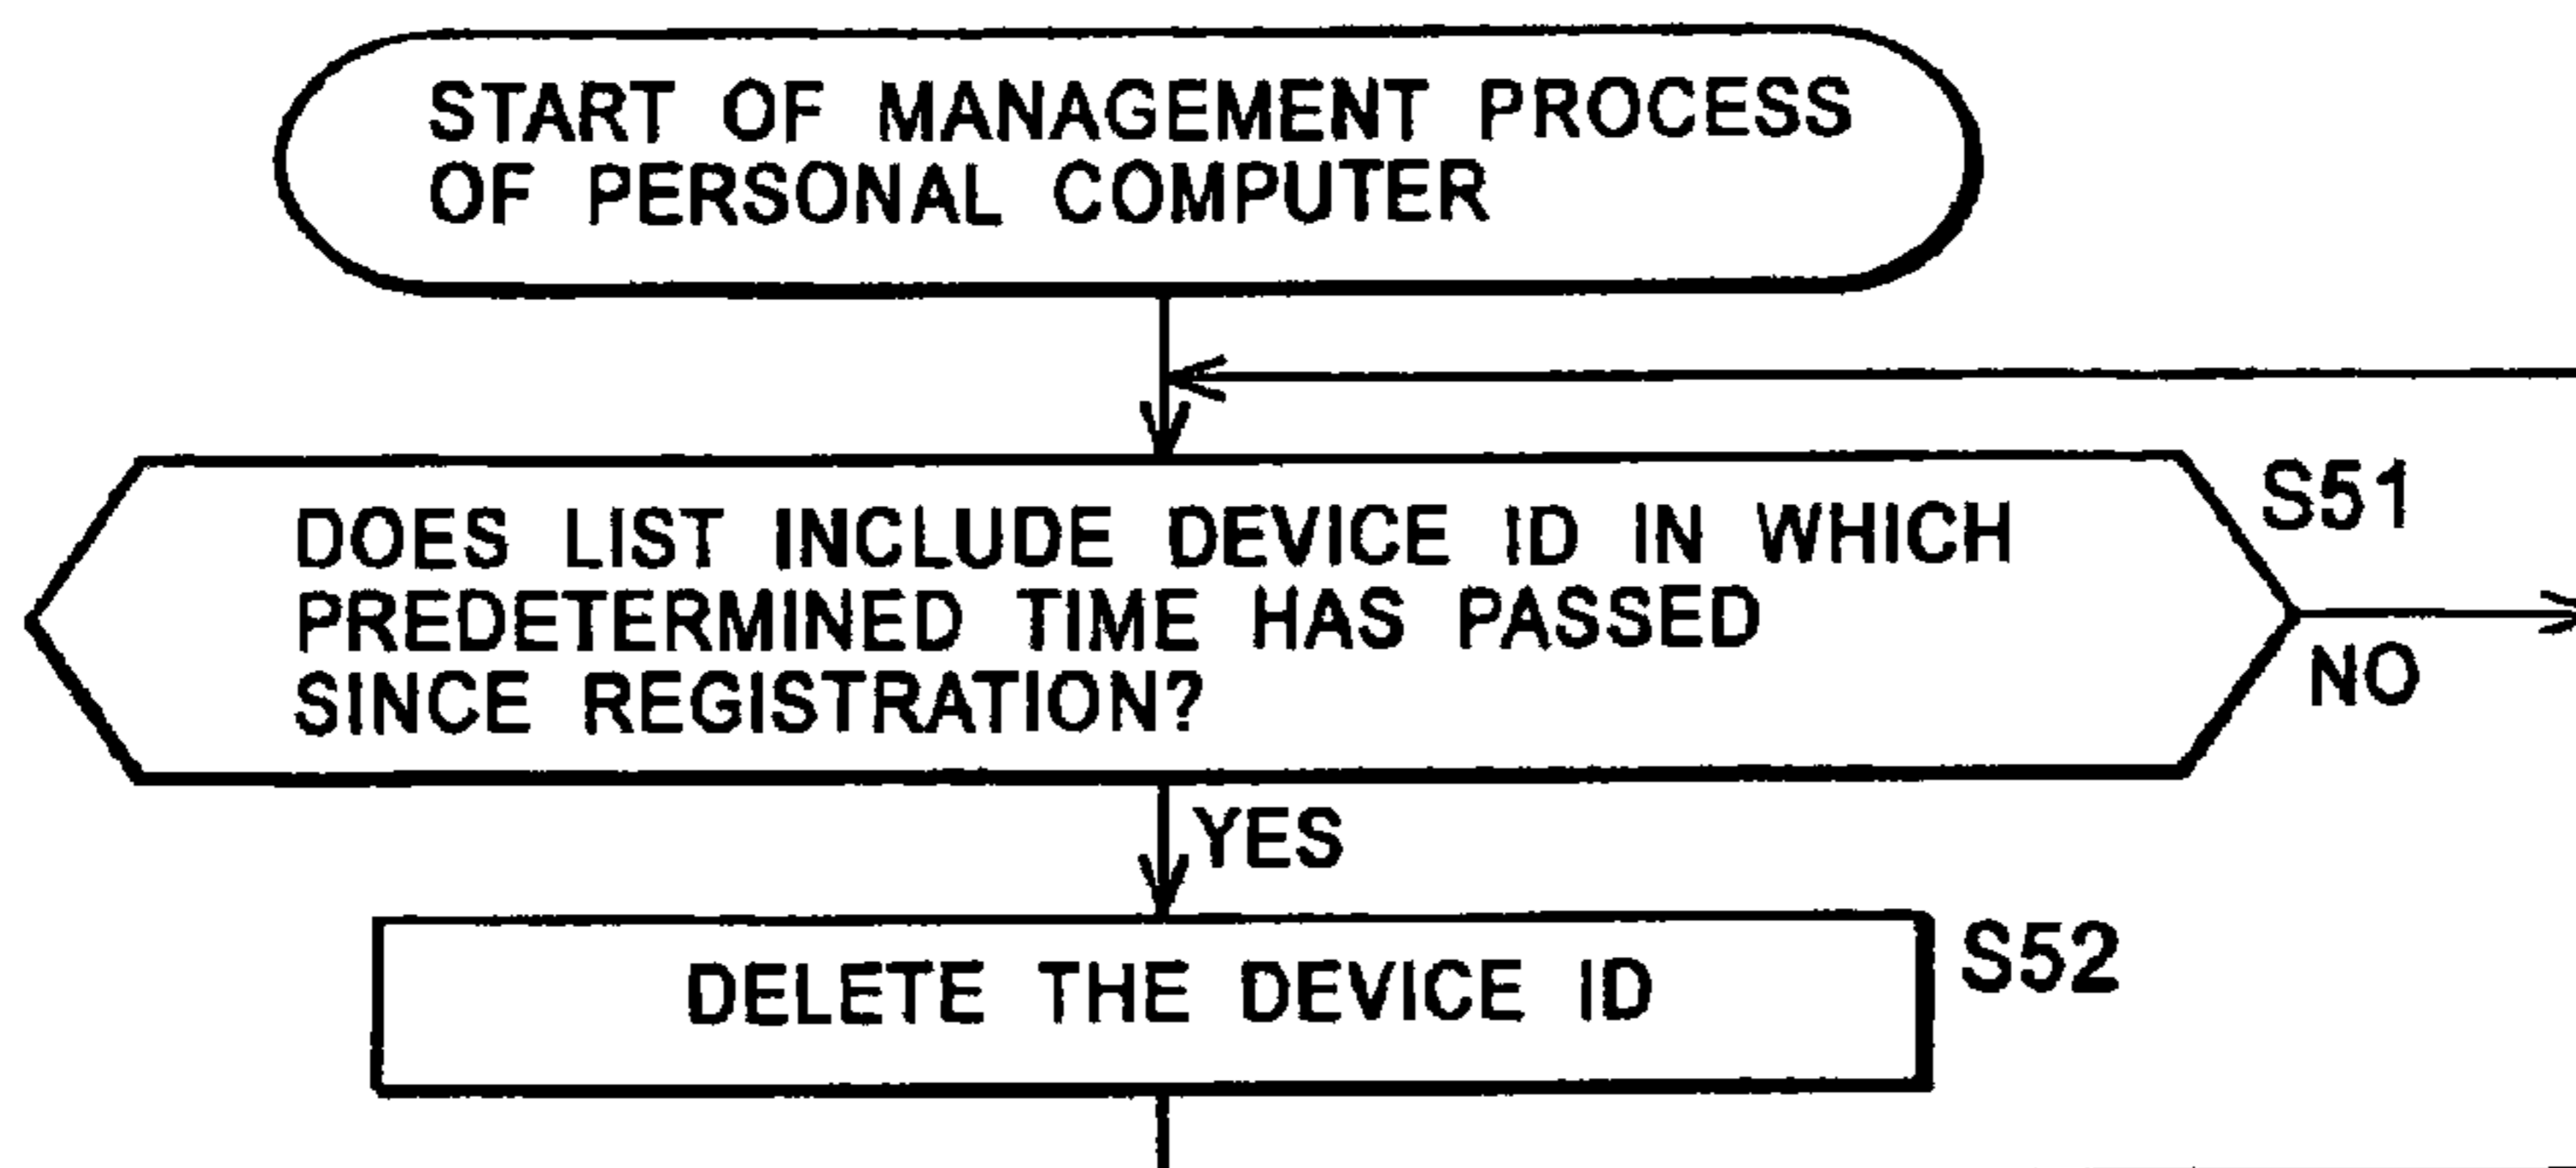 START OF MANAGEMENT PROCESS
OF PERSONAL COMPUTER
S51
DOES LIST INCLUDE DEVICE ID IN WHICH
PREDETERMINED TIME HAS PASSED
SINCE REGISTRATION?
NO
YES
S52
DELETE THE DEVICE ID